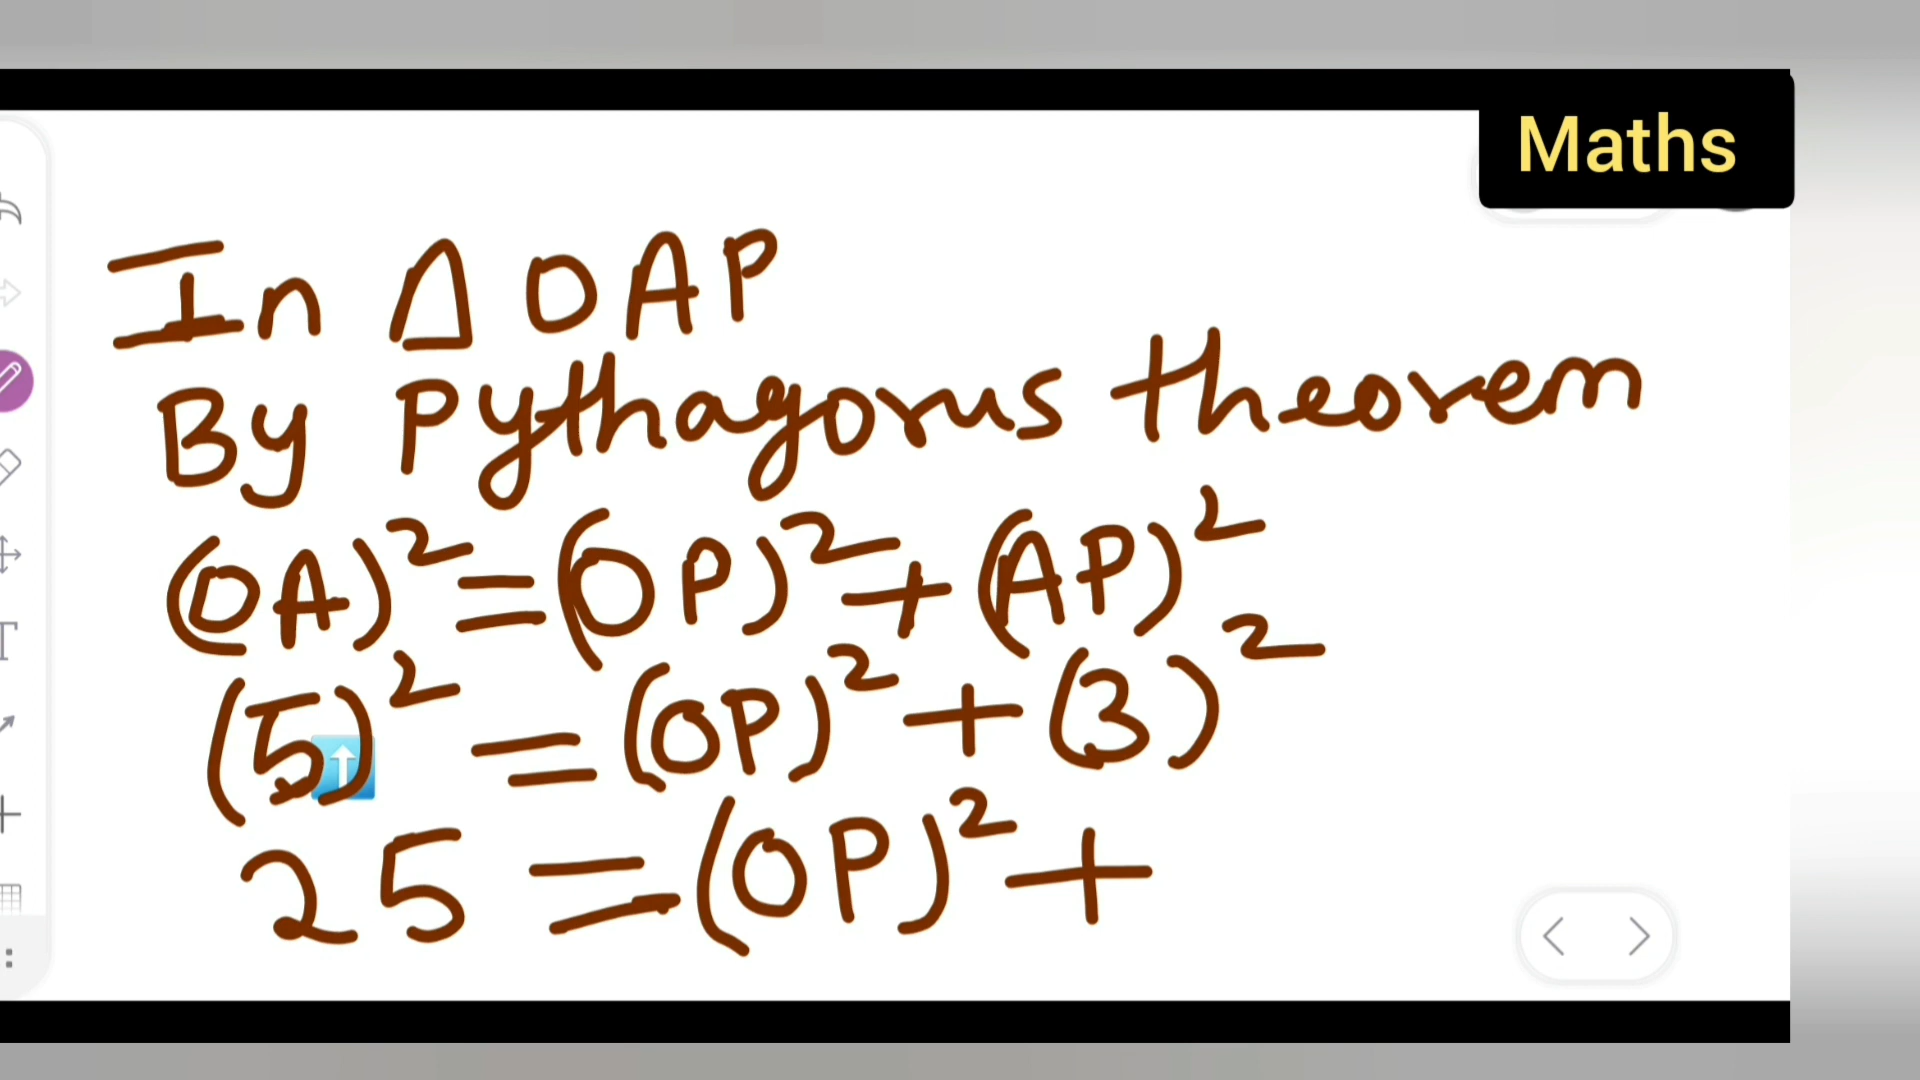 Maths
In Δ OAP
By Pythagorus theorem
(OA)² = (OP)² + (AP)²
(5)² = (OP)² + (3)²
25 = (OP)² +